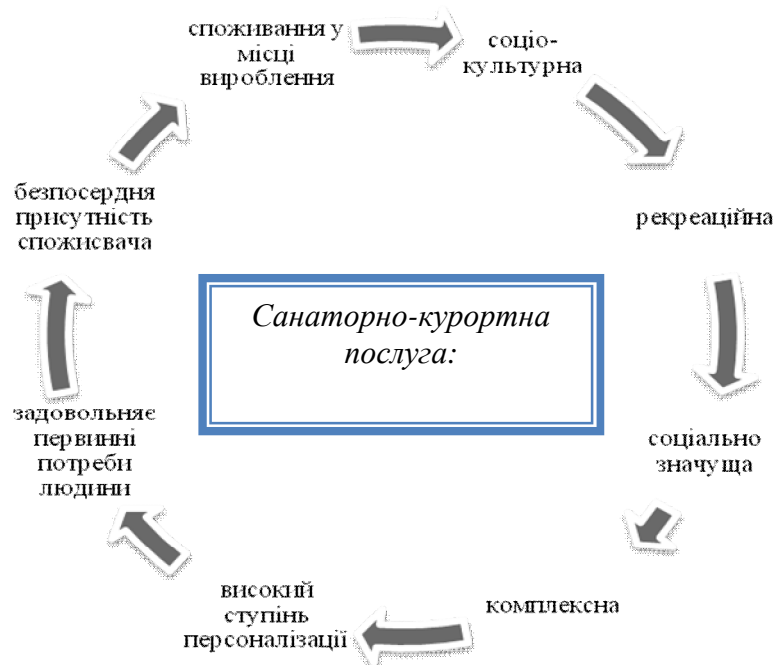 споживання у
місці
вироблення
соціо-
культурна
рекреаційна
соціально
значуща
комплексна
високий
ступінь
персоналізації
задовольняє
первинні
потреби
людини
безпосердня
присутність
спожисвача
Санаторно-курортна
послуга: